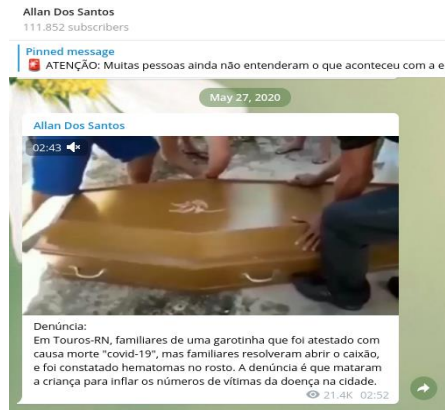 Allan Dos Santos
111.852 subscribers
Pinned message
🚨 ATENÇÃO: Muitas pessoas ainda não entenderam o que aconteceu com a e
May 27, 2020
Allan Dos Santos
02:43
Denúncia:
Em Touros-RN, familiares de uma garotinha que foi atestado com
causa morte "covid-19", mas familiares resolveram abrir o caixão,
e foi constatado hematomas no rosto. A denúncia é que mataram
a criança para inflar os números de vítimas da doença na cidade.
21.4K 02:52